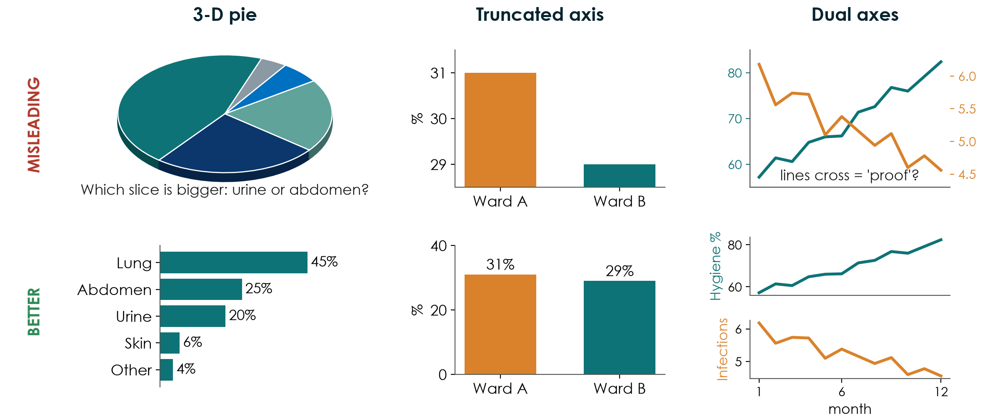 3-D pie
Truncated axis
Dual axes
MISLEADING
Which slice is bigger: urine or abdomen?
%
31
30
29
Ward A
Ward B
80
70
60
6.0
5.5
5.0
4.5
lines cross = 'proof'?
BETTER
Lung
45%
Abdomen
25%
Urine
20%
Skin
6%
Other
4%
%
40
20
0
31%
29%
Ward A
Ward B
Hygiene %
80
60
Infections
6
5
1
6
12
month